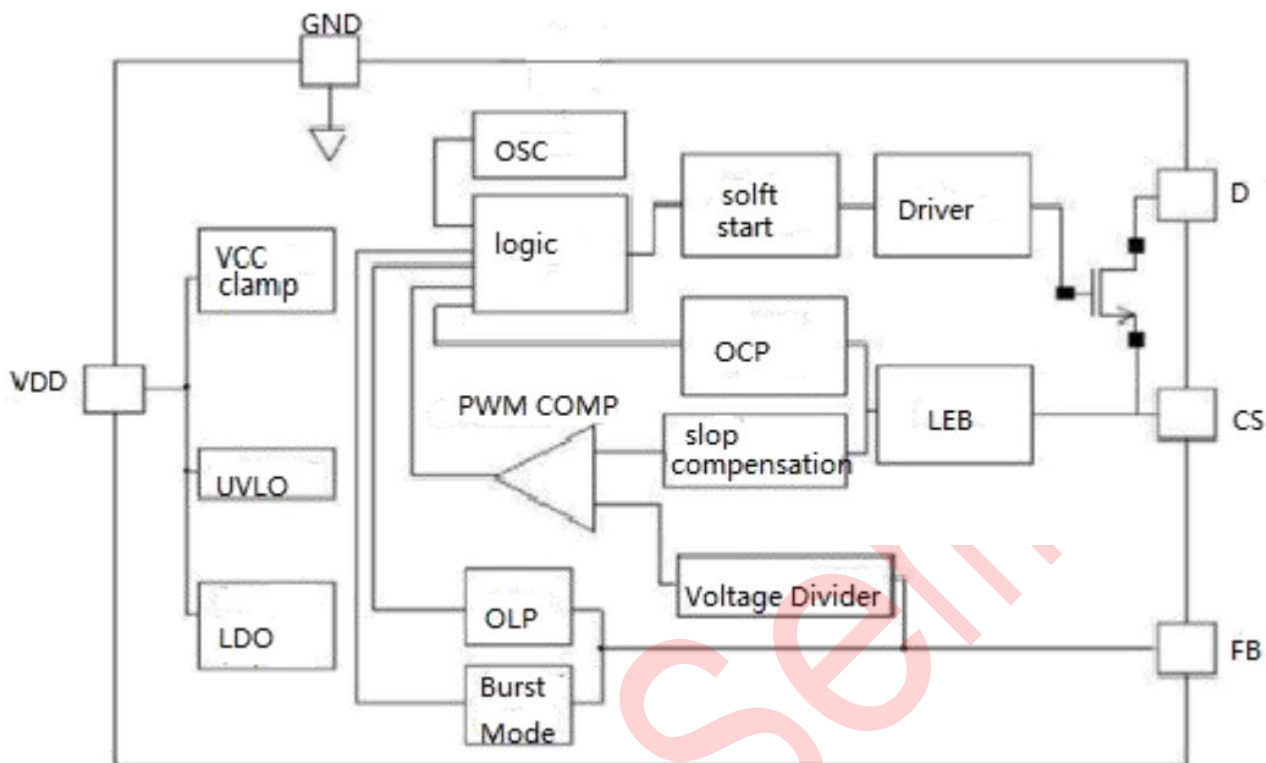 GND
OSC
solft
start
Driver
D
logic
VCC
clamp
OCP
VDD
PWM COMP
slop
compensation
LEB
CS
UVLO
Voltage Divider
OLP
LDO
FB
Burst
Mode